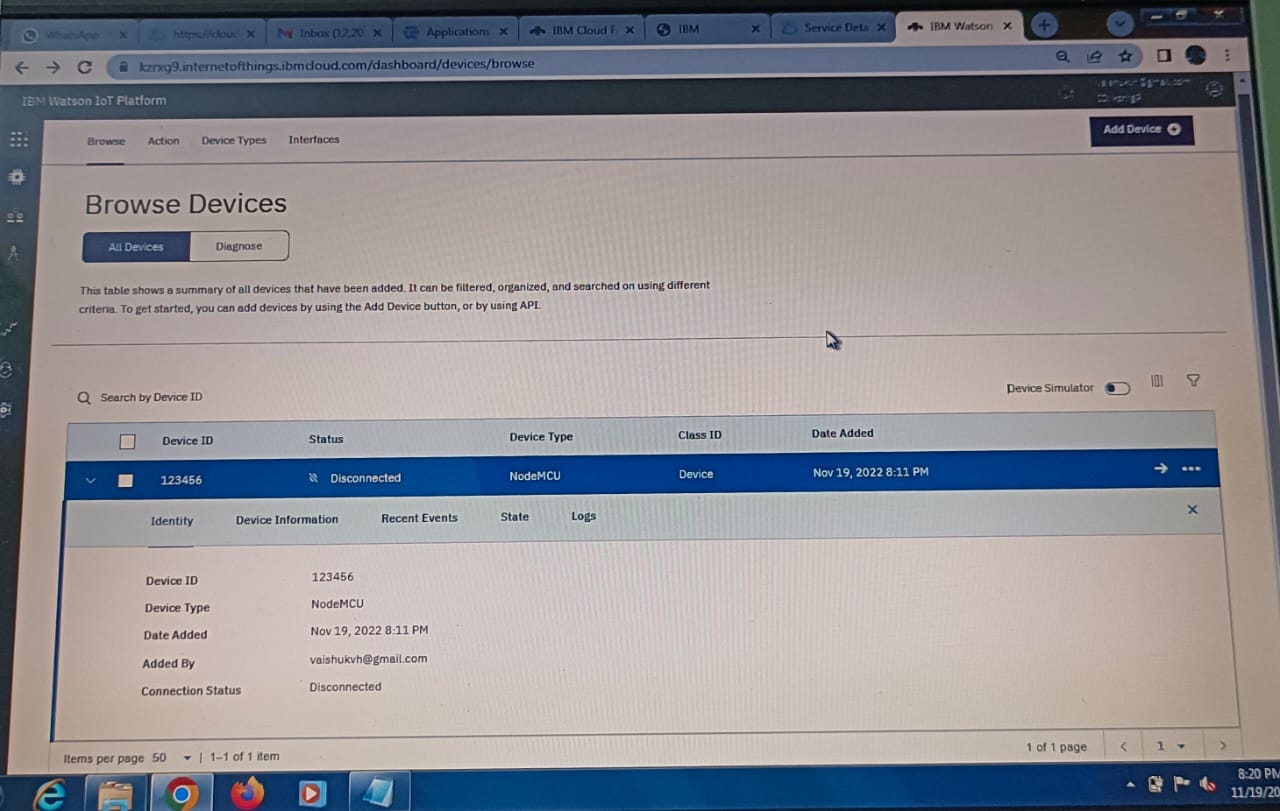 WhatsApp
https://clou
Inbox (12,20
Applications
IBM Cloud F
IBM
Service Deta
IBM Watson
kzrxg9.internetofthings.ibmcloud.com/dashboard/devices/browse
IBM Watson IoT Platform
Browse Action Device Types Interfaces
Add Device
Browse Devices
All Devices Diagnose
This table shows a summary of all devices that have been added. It can be filtered, organized, and searched on using different
criteria. To get started, you can add devices by using the Add Device button, or by using API.
Search by Device ID
Device Simulator
Device ID Status Device Type Class ID Date Added
123456 Disconnected NodeMCU Device Nov 19, 2022 8:11 PM
Identity Device Information Recent Events State Logs
Device ID 123456
Device Type NodeMCU
Date Added Nov 19, 2022 8:11 PM
Added By vaishukvh@gmail.com
Connection Status Disconnected
Items per page 50 | 1–1 of 1 item
1 of 1 page 1
8:20 PM
11/19/20